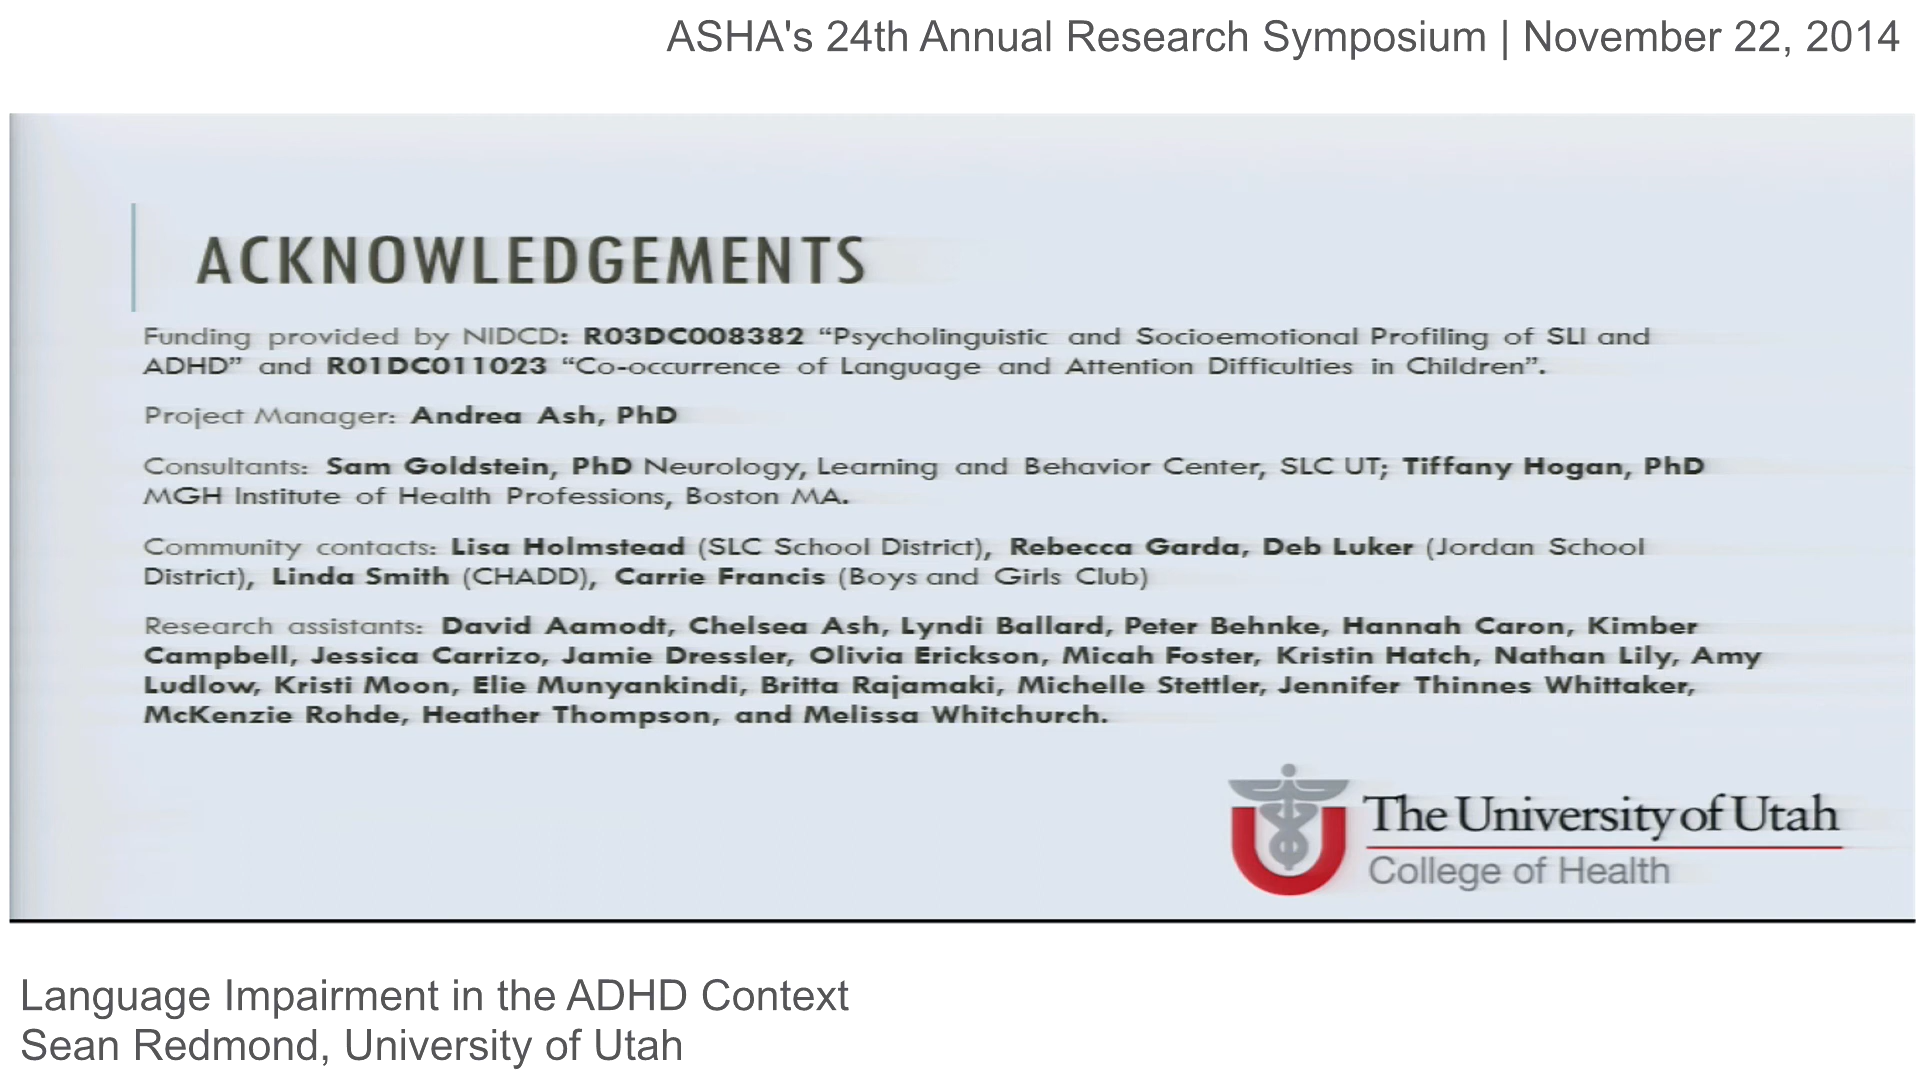 ASHA's 24th Annual Research Symposium | November 22, 2014
ACKNOWLEDGEMENTS
Funding provided by NIDCD: R03DC008382 “Psycholinguistic and Socioemotional Profiling of SLI and
ADHD” and R01DC011023 “Co-occurrence of Language and Attention Difficulties in Children”.
Project Manager: Andrea Ash, PhD
Consultants: Sam Goldstein, PhD Neurology, Learning and Behavior Center, SLC UT; Tiffany Hogan, PhD
MGH Institute of Health Professions, Boston MA.
Community contacts: Lisa Holmstead (SLC School District), Rebecca Garda, Deb Luker (Jordan School
District), Linda Smith (CHADD), Carrie Francis (Boys and Girls Club)
Research assistants: David Aamodt, Chelsea Ash, Lyndi Ballard, Peter Behnke, Hannah Caron, Kimber
Campbell, Jessica Carrizo, Jamie Dressler, Olivia Erickson, Micah Foster, Kristin Hatch, Nathan Lily, Amy
Ludlow, Kristi Moon, Elie Munyankindi, Britta Rajamaki, Michelle Stettler, Jennifer Thinnes Whittaker,
McKenzie Rohde, Heather Thompson, and Melissa Whitchurch.
The University of Utah
College of Health
Language Impairment in the ADHD Context
Sean Redmond, University of Utah